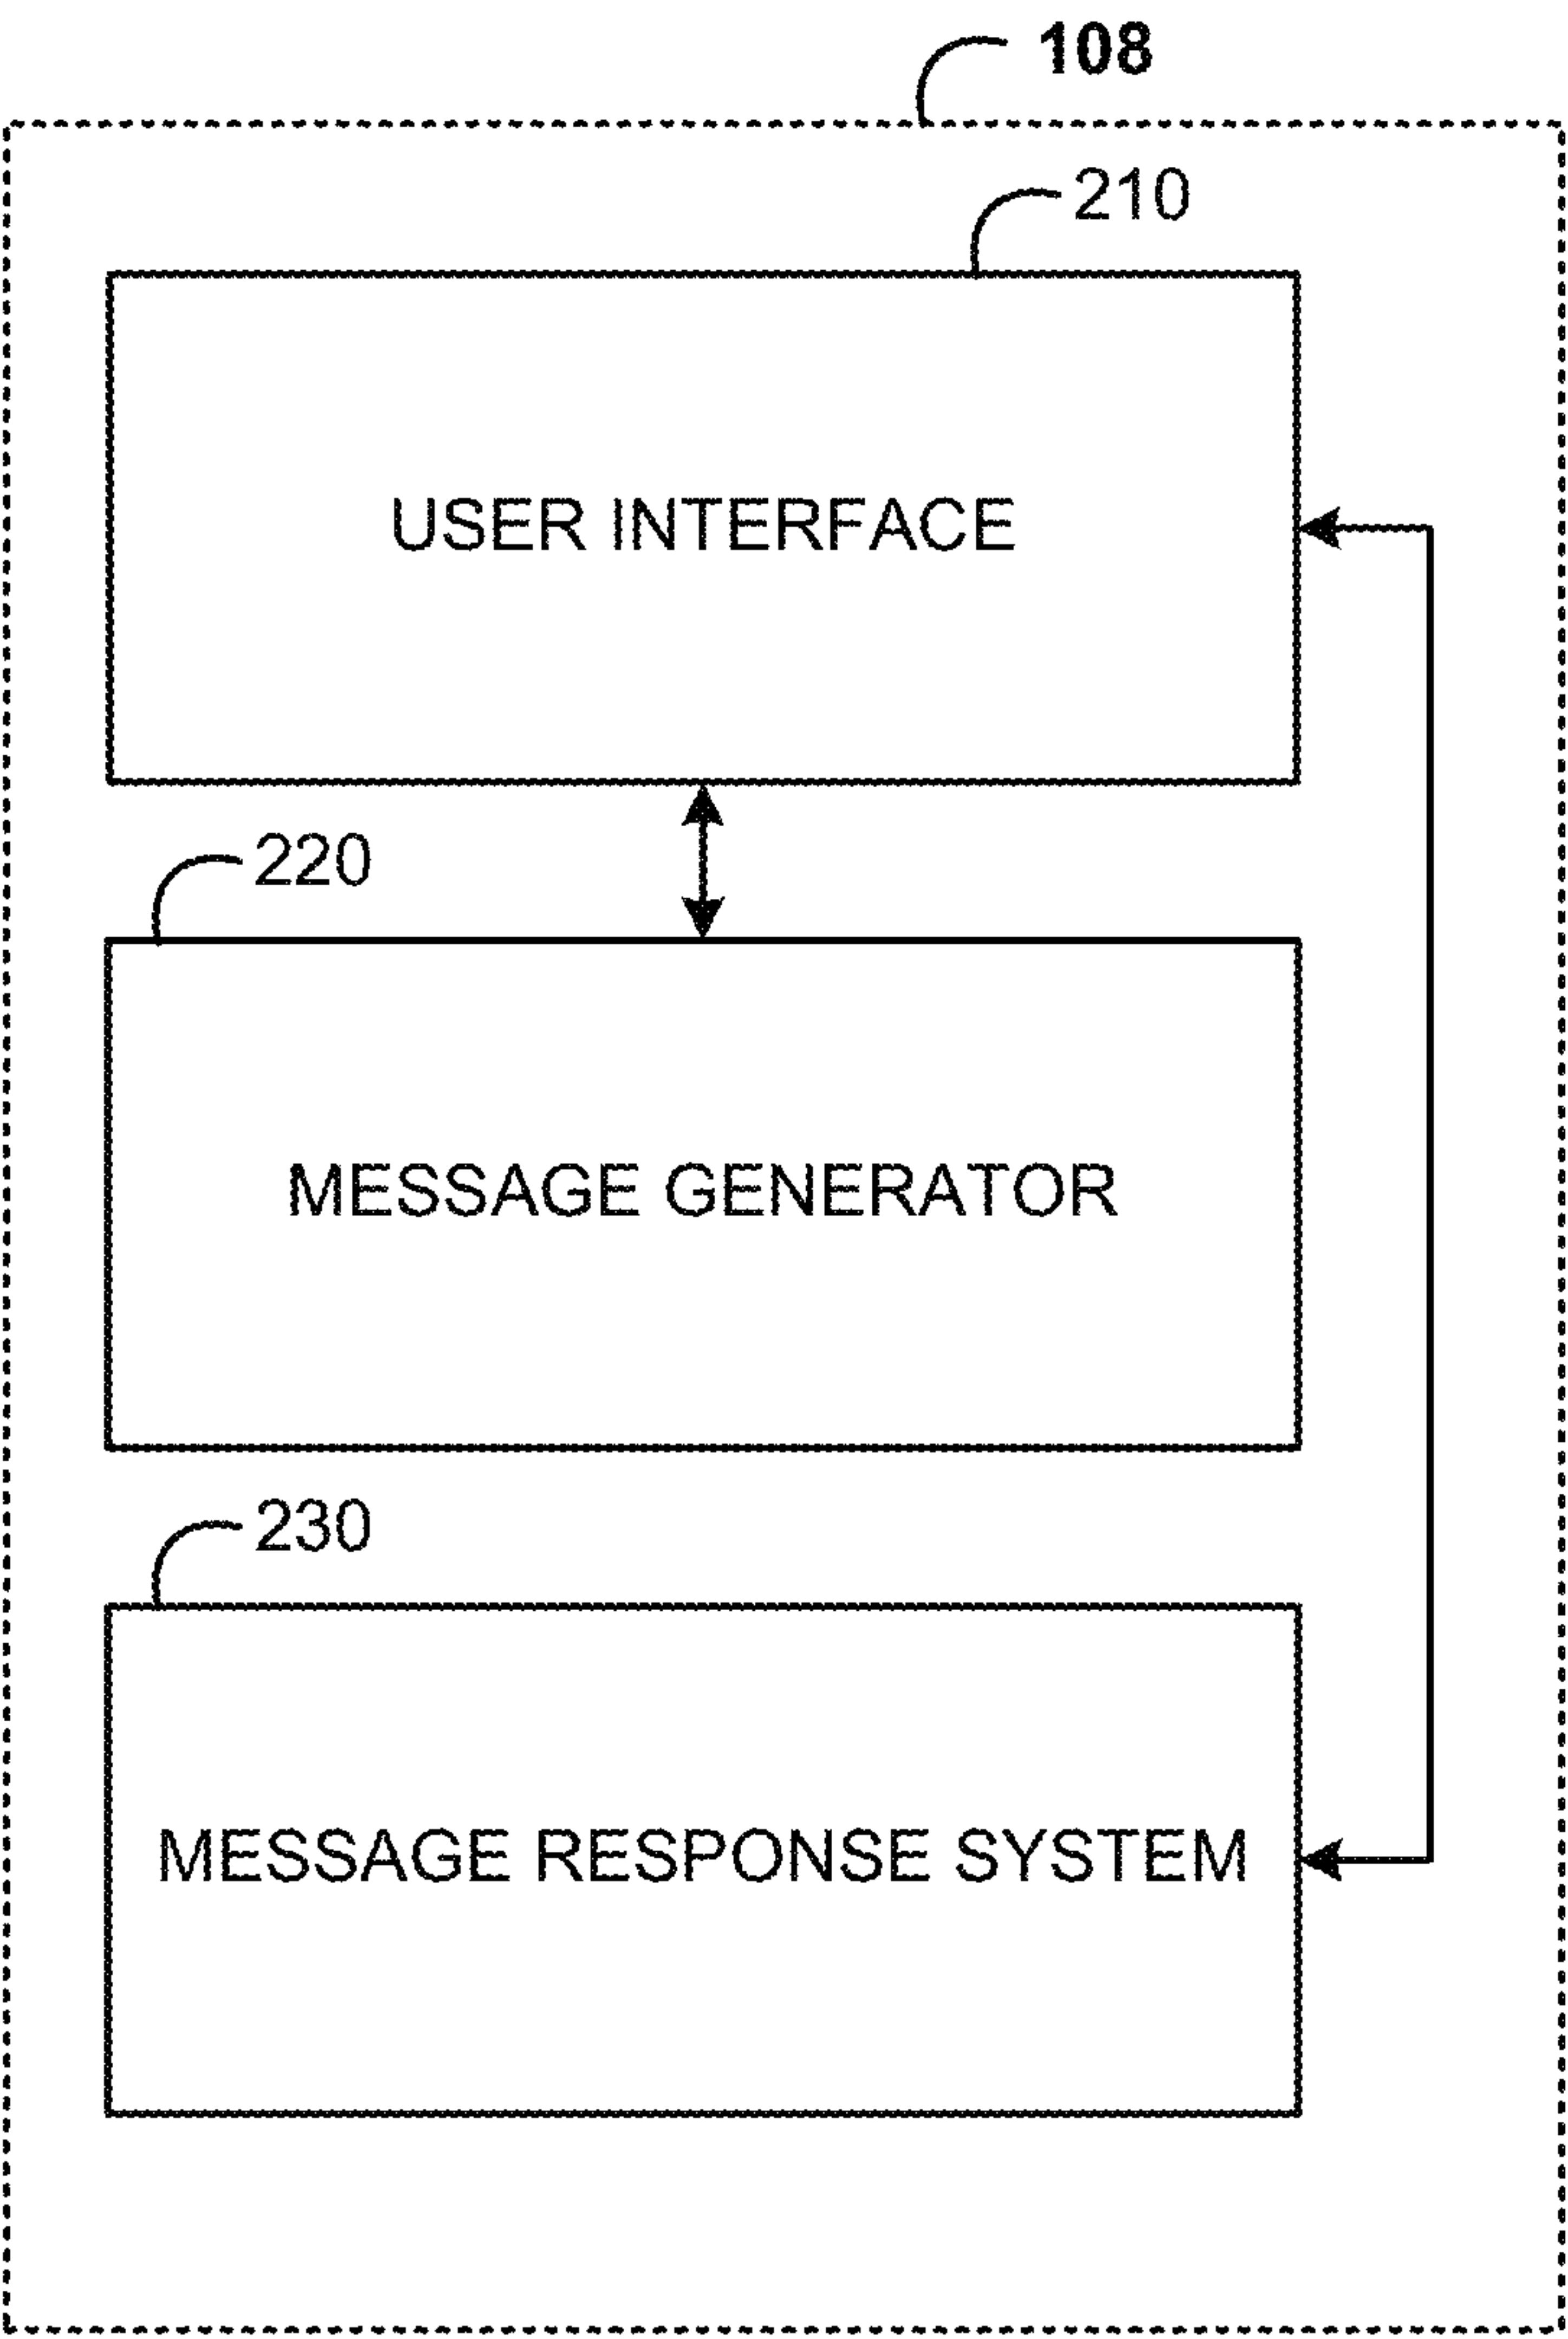 108
210
USER INTERFACE
220
MESSAGE GENERATOR
230
MESSAGE RESPONSE SYSTEM